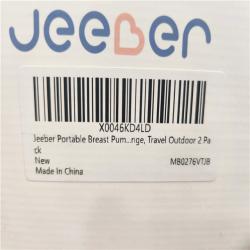 Jeeber
X0046KD4LD
Jeeber Portable Breast Pum...nge, Travel Outdoor 2 Pa
ck
New
MB0276VTJB
Made In China